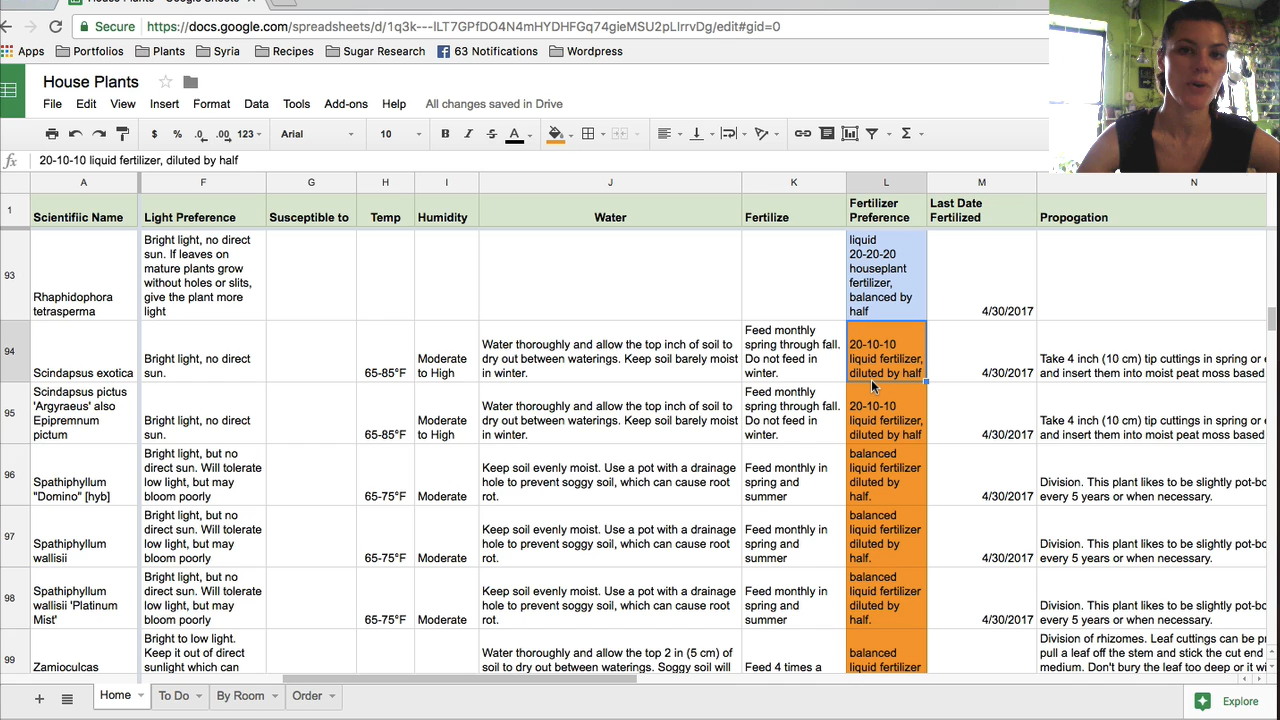 House Plants - Google Sheets
Secure
https://docs.google.com/spreadsheets/d/1q3k---ILT7GPfDO4N4mHYDHFGq74gieMSU2pLIrrvDg/edit#gid=0
Apps Portfolios Plants Syria Recipes Sugar Research 63 Notifications Wordpress
House Plants
File Edit View Insert Format Data Tools Add-ons Help All changes saved in Drive
$ % .0 .00 123 Arial 10 B I S A
fx 20-10-10 liquid fertilizer, diluted by half
A F G H I J K L M N
1
Scientifiic Name
Light Preference
Susceptible to
Temp
Humidity
Water
Fertilize
Fertilizer
Preference
Last Date
Fertilized
Propogation
93
Rhaphidophora
tetrasperma
Bright light, no direct
sun. If leaves on
mature plants grow
without holes or slits,
give the plant more
light
liquid
20-20-20
houseplant
fertilizer,
balanced by
half
4/30/2017
94
Scindapsus exotica
Bright light, no direct
sun.
65-85°F
Moderate
to High
Water thoroughly and allow the top inch of soil to
dry out between waterings. Keep soil barely moist
in winter.
Feed monthly
spring through fall.
Do not feed in
winter.
20-10-10
liquid fertilizer,
diluted by half
4/30/2017
Take 4 inch (10 cm) tip cuttings in spring or
and insert them into moist peat moss based
95
Scindapsus pictus
'Argyraeus' also
Epipremnum
pictum
Bright light, no direct
sun.
65-85°F
Moderate
to High
Water thoroughly and allow the top inch of soil to
dry out between waterings. Keep soil barely moist
in winter.
Feed monthly
spring through fall.
Do not feed in
winter.
20-10-10
liquid fertilizer,
diluted by half
4/30/2017
Take 4 inch (10 cm) tip cuttings in spring or
and insert them into moist peat moss based
96
Spathiphyllum
"Domino" [hyb]
Bright light, but no
direct sun. Will tolerate
low light, but may
bloom poorly
65-75°F
Moderate
Keep soil evenly moist. Use a pot with a drainage
hole to prevent soggy soil, which can cause root
rot.
Feed monthly in
spring and
summer
balanced
liquid fertilizer
diluted by
half.
4/30/2017
Division. This plant likes to be slightly pot-bo
every 5 years or when necessary.
97
Spathiphyllum
wallisii
Bright light, but no
direct sun. Will tolerate
low light, but may
bloom poorly
65-75°F
Moderate
Keep soil evenly moist. Use a pot with a drainage
hole to prevent soggy soil, which can cause root
rot.
Feed monthly in
spring and
summer
balanced
liquid fertilizer
diluted by
half.
4/30/2017
Division. This plant likes to be slightly pot-bo
every 5 years or when necessary.
98
Spathiphyllum
wallisii 'Platinum
Mist'
Bright light, but no
direct sun. Will tolerate
low light, but may
bloom poorly
65-75°F
Moderate
Keep soil evenly moist. Use a pot with a drainage
hole to prevent soggy soil, which can cause root
rot.
Feed monthly in
spring and
summer
balanced
liquid fertilizer
diluted by
half.
4/30/2017
Division. This plant likes to be slightly pot-bo
every 5 years or when necessary.
99
Zamioculcas
Bright to low light.
Keep it out of direct
sunlight which can
Water thoroughly and allow the top 2 in (5 cm) of
soil to dry out between waterings. Soggy soil will
Feed 4 times a
balanced
liquid fertilizer
Division of rhizomes. Leaf cuttings can be p
pull a leaf off the stem and stick the cut end
medium. Don't bury the leaf too deep or it wi
Home To Do By Room Order
Explore